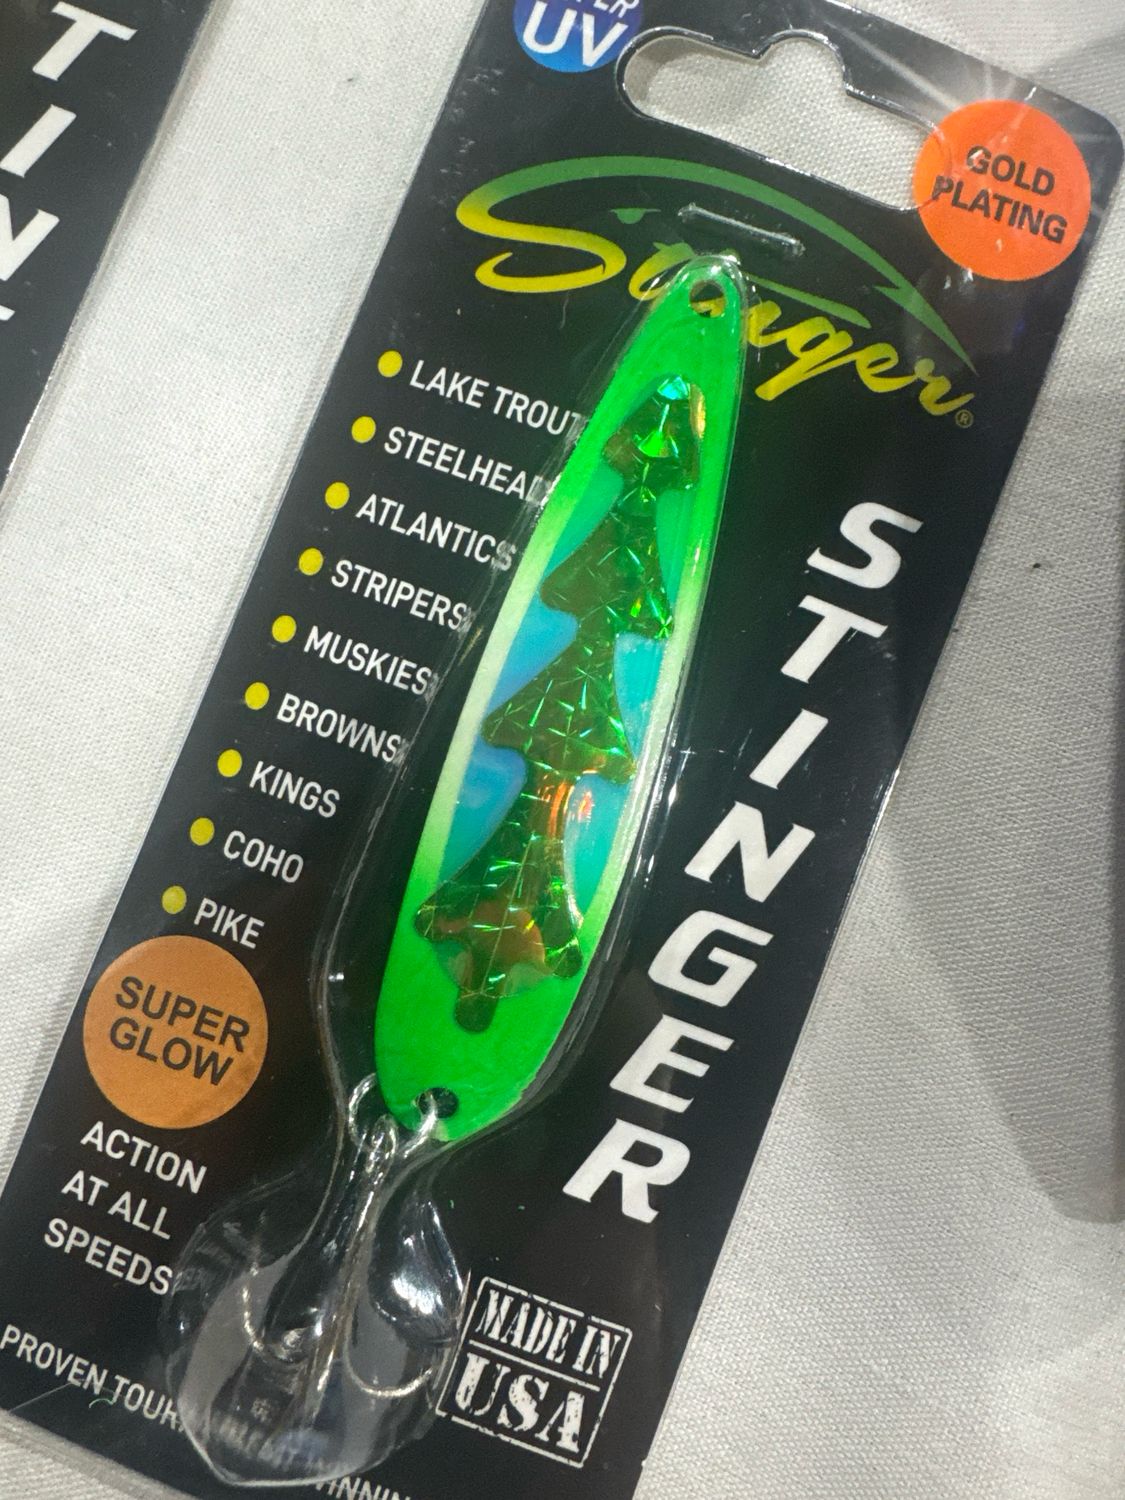 UV
GOLD
PLATING
Stinger®
LAKE TROUT
STEELHEAD
ATLANTICS
STRIPERS
MUSKIES
BROWNS
KINGS
COHO
PIKE
SUPER
GLOW
ACTION
AT ALL
SPEEDS
STINGER
MADE IN
USA
PROVEN